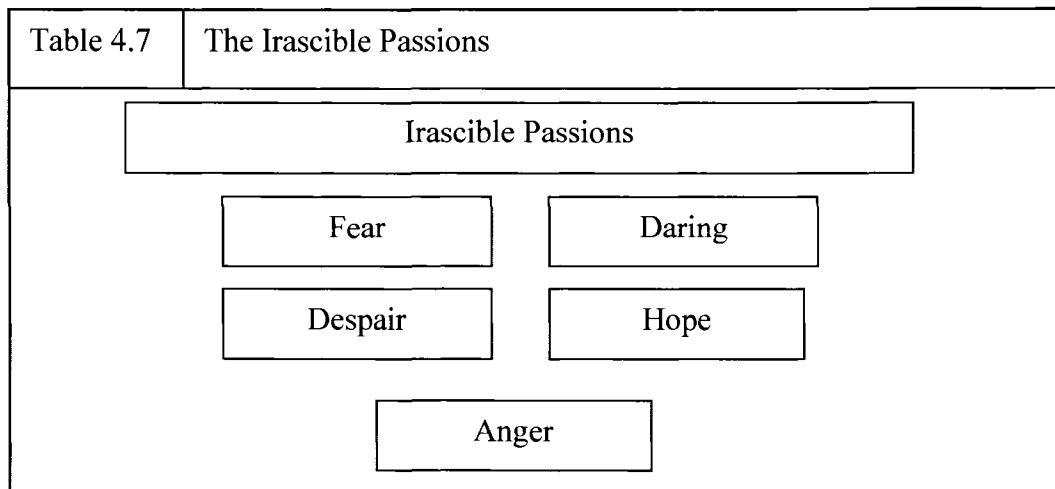 Table 4.7 The Irascible Passions
Irascible Passions
Fear Daring
Despair Hope
Anger